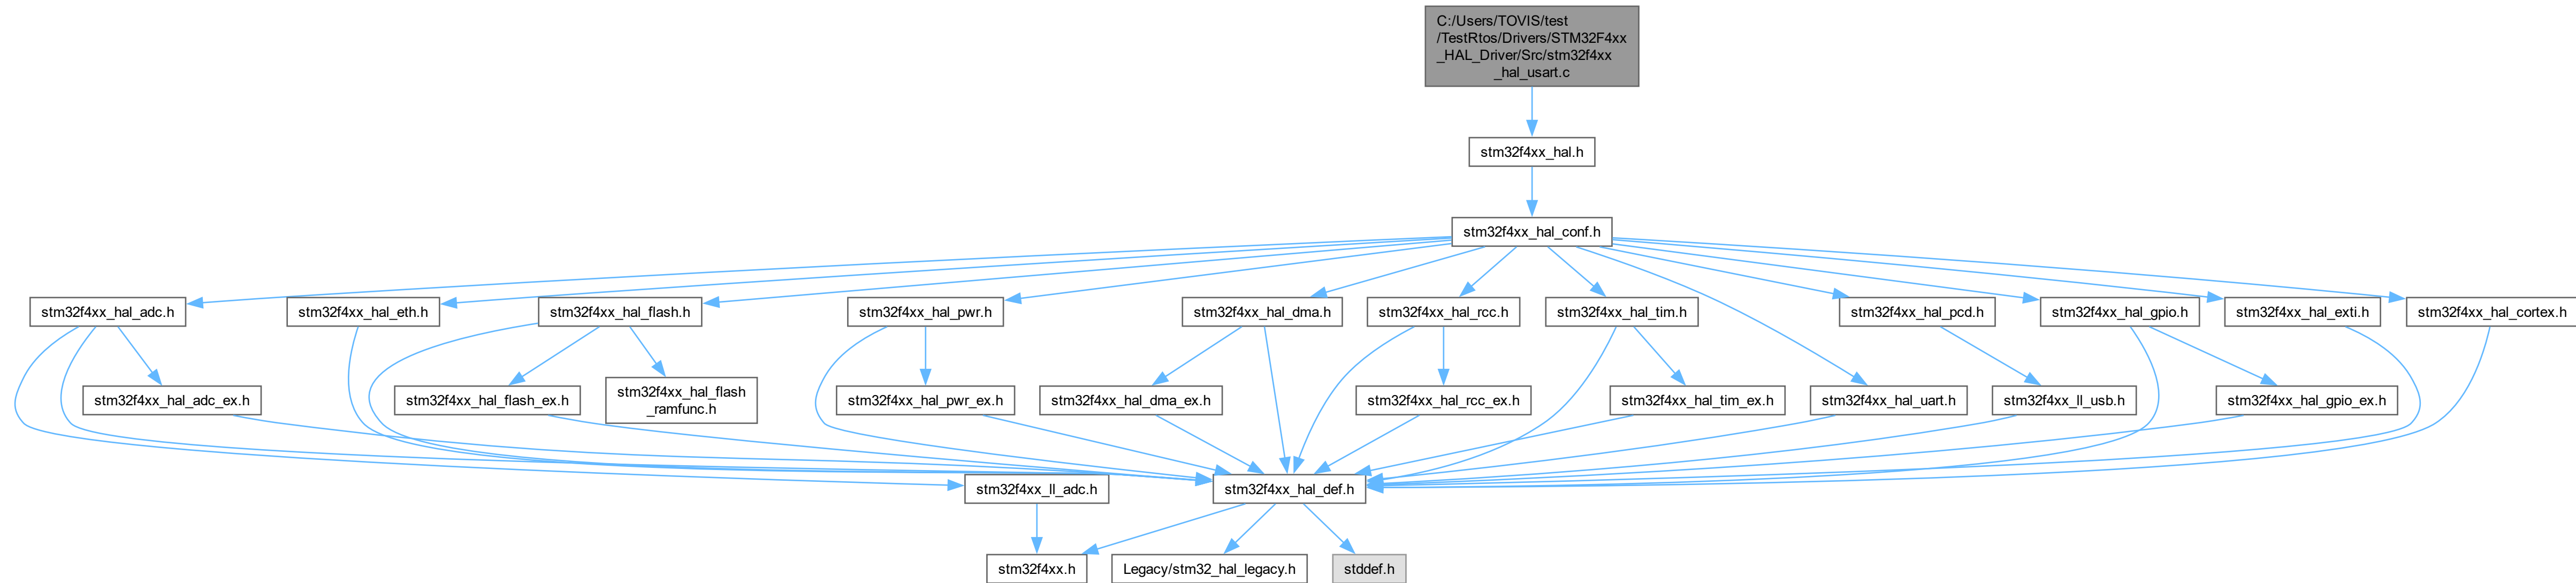 C:/Users/TOVIS/test
/TestRtos/Drivers/STM32F4xx
_HAL_Driver/Src/stm32f4xx
_hal_usart.c
stm32f4xx_hal.h
stm32f4xx_hal_conf.h
stm32f4xx_hal_adc.h
stm32f4xx_hal_eth.h
stm32f4xx_hal_flash.h
stm32f4xx_hal_pwr.h
stm32f4xx_hal_dma.h
stm32f4xx_hal_rcc.h
stm32f4xx_hal_tim.h
stm32f4xx_hal_pcd.h
stm32f4xx_hal_gpio.h
stm32f4xx_hal_exti.h
stm32f4xx_hal_cortex.h
stm32f4xx_hal_adc_ex.h
stm32f4xx_hal_flash_ex.h
stm32f4xx_hal_flash
_ramfunc.h
stm32f4xx_hal_pwr_ex.h
stm32f4xx_hal_dma_ex.h
stm32f4xx_hal_rcc_ex.h
stm32f4xx_hal_tim_ex.h
stm32f4xx_hal_uart.h
stm32f4xx_ll_usb.h
stm32f4xx_hal_gpio_ex.h
stm32f4xx_ll_adc.h
stm32f4xx_hal_def.h
stm32f4xx.h
Legacy/stm32_hal_legacy.h
stddef.h